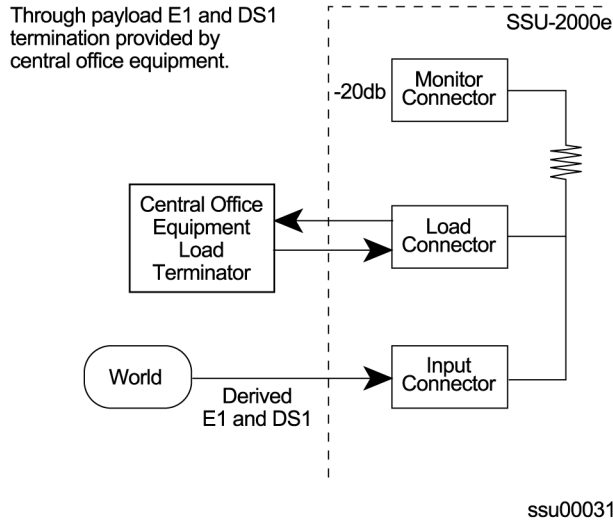 Through payload E1 and DS1
termination provided by
central office equipment.
SSU-2000e
-20db
Monitor
Connector
Central Office
Equipment
Load
Terminator
Load
Connector
World
Derived
E1 and DS1
Input
Connector
ssu00031